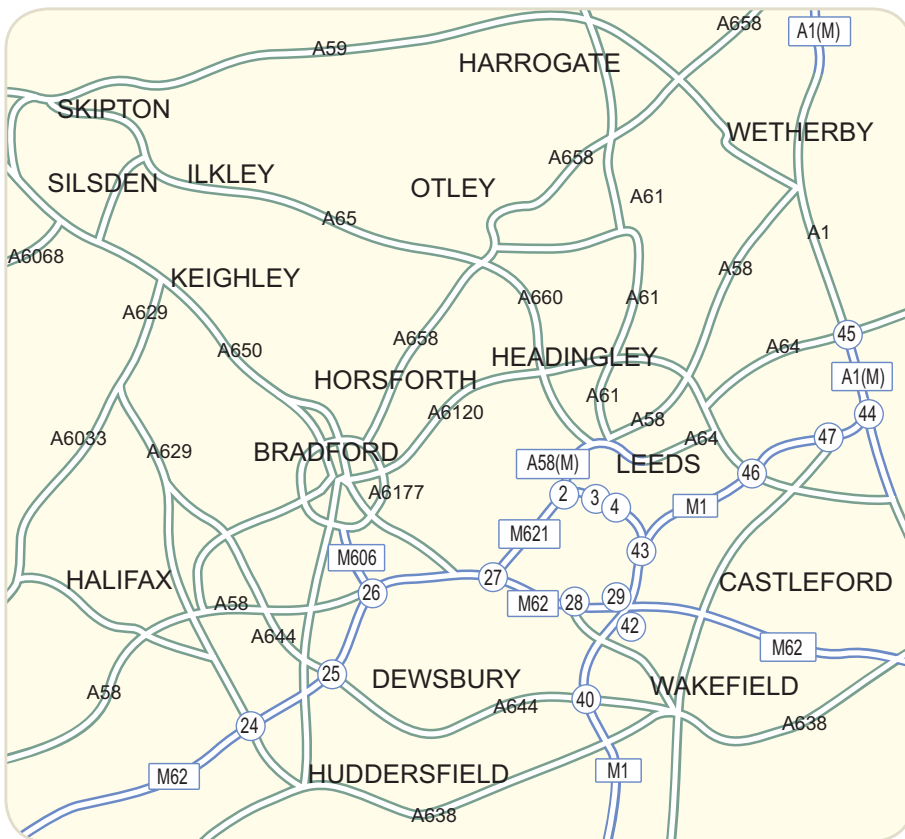 A658
A1(M)
A59
HARROGATE
SKIPTON
WETHERBY
A658
SILSDEN
ILKLEY
OTLEY
A61
A65
A1
A6068
A58
KEIGHLEY
A660
A61
A629
45
A658
A64
A650
HEADINGLEY
HORSFORTH
A1(M)
A61
A6120
44
A58
A6033
A629
BRADFORD
A64
47
A58(M)
LEEDS
46
A6177
2
3
4
M1
M621
M606
43
HALIFAX
27
CASTLEFORD
26
29
A58
M62
28
42
A644
M62
25
DEWSBURY
WAKEFIELD
A58
A644
40
24
A638
M62
HUDDERSFIELD
M1
A638